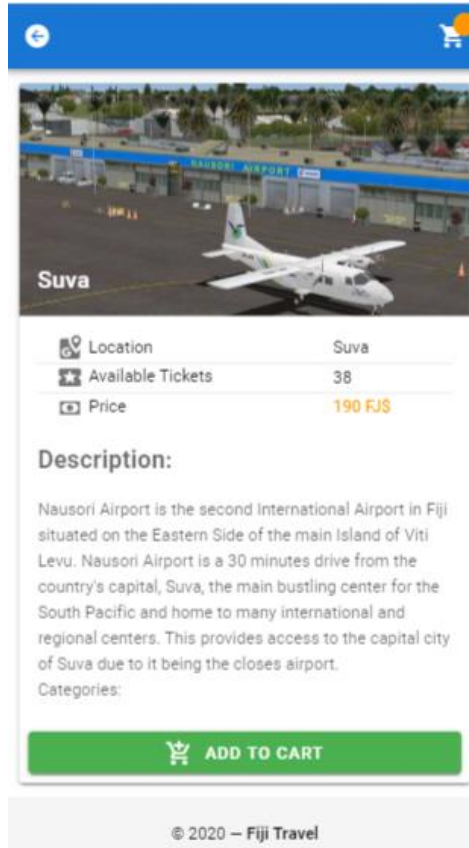 NAUSORI AIRPORT
Suva
Location Suva
Available Tickets 38
Price 190 FJ$
Description:
Nausori Airport is the second International Airport in Fiji
situated on the Eastern Side of the main Island of Viti
Levu. Nausori Airport is a 30 minutes drive from the
country's capital, Suva, the main bustling center for the
South Pacific and home to many international and
regional centers. This provides access to the capital city
of Suva due to it being the closes airport.
Categories:
ADD TO CART
© 2020 — Fiji Travel